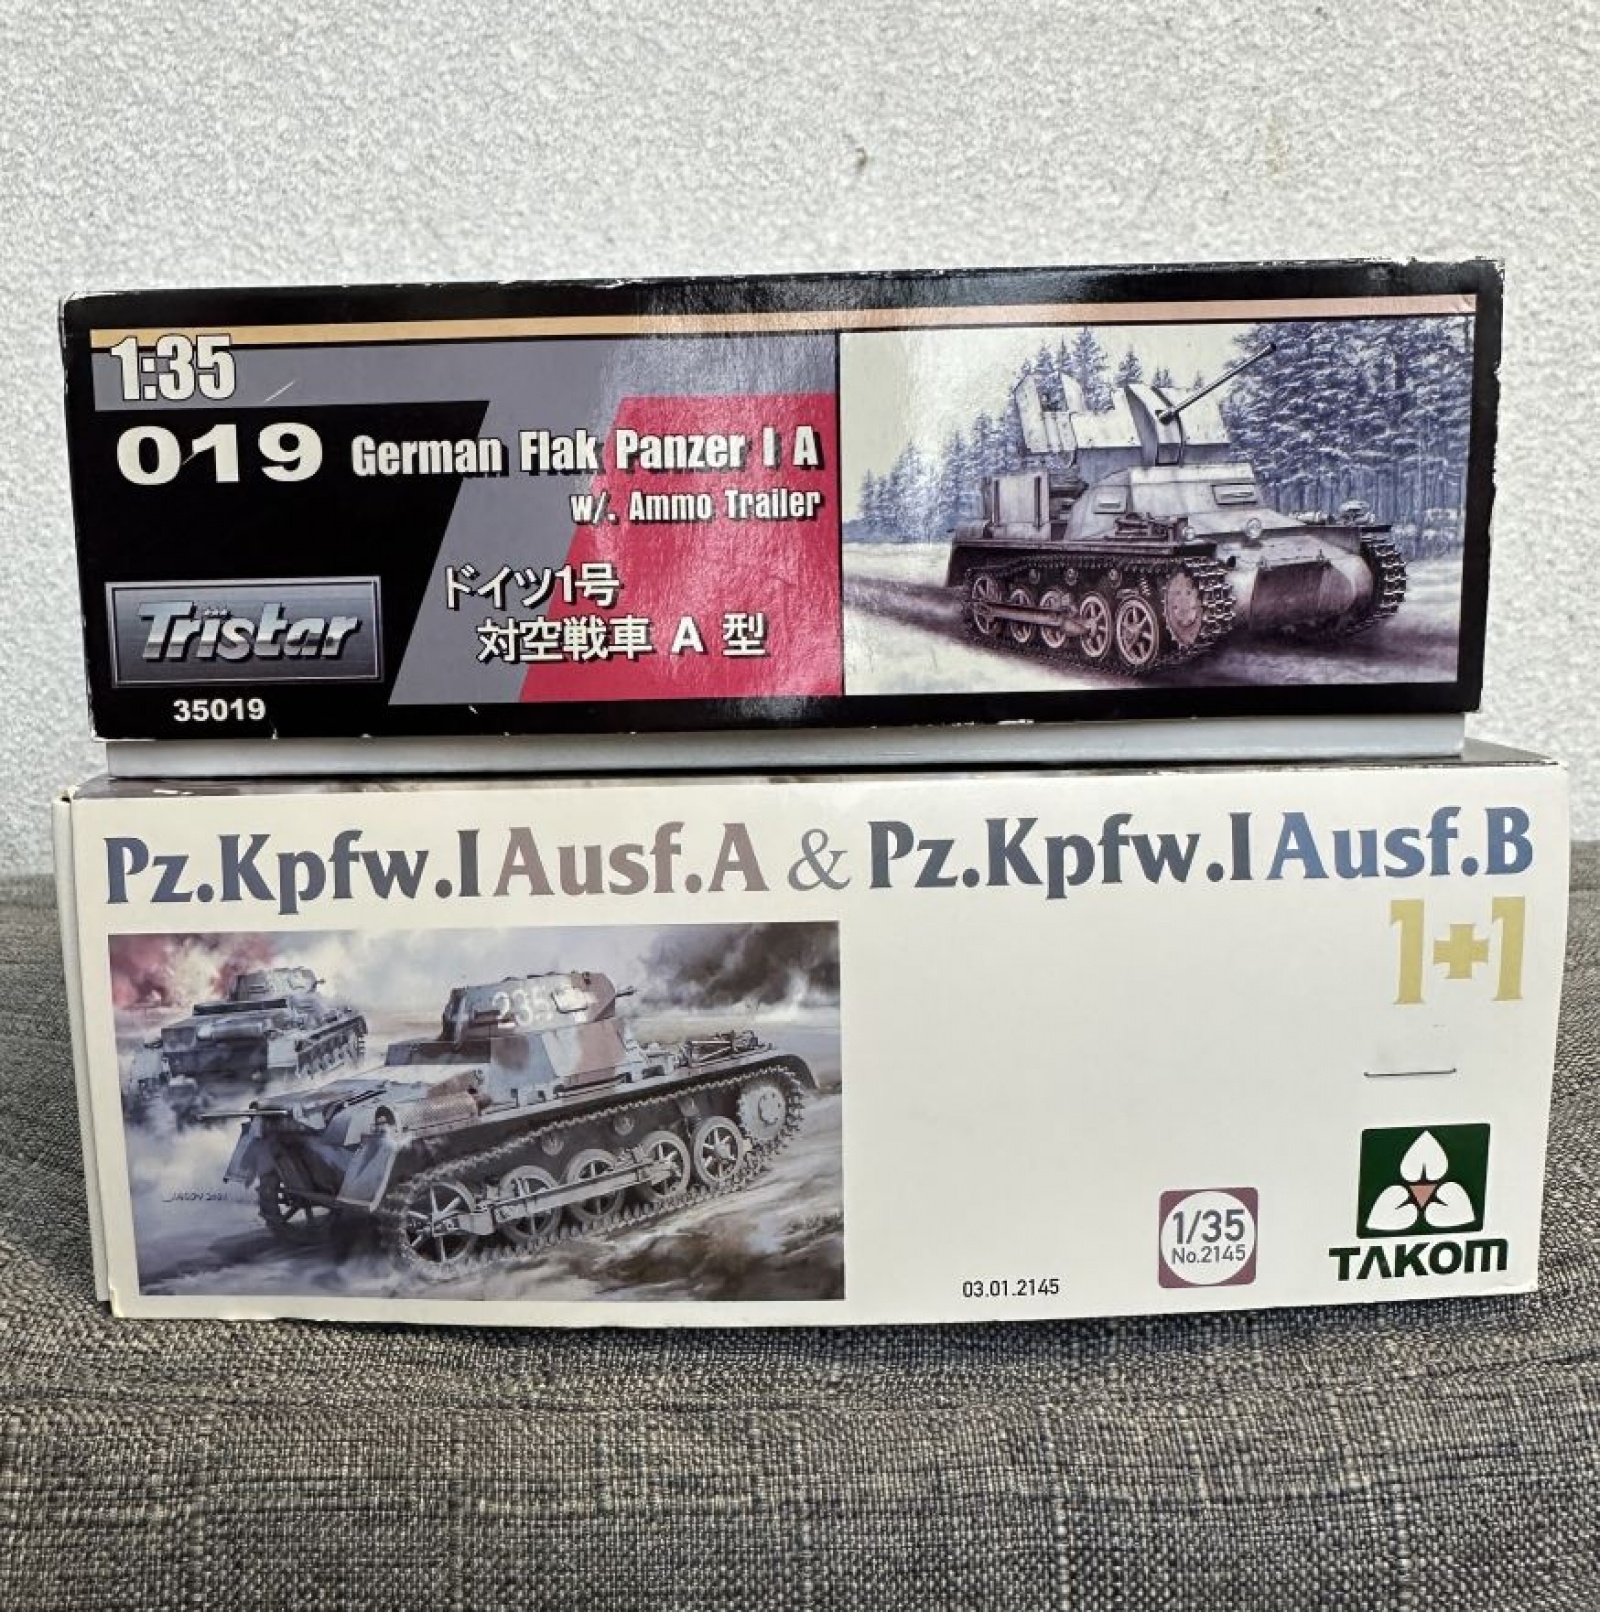 1:35
019 German Flak Panzer I A
w/. Ammo Trailer
ドイツ1号
対空戦車 A 型
Tristar
35019
Pz.Kpfw.I Ausf.A & Pz.Kpfw.I Ausf.B
1+1
235
1/35
No.2145
03.01.2145
TAKOM